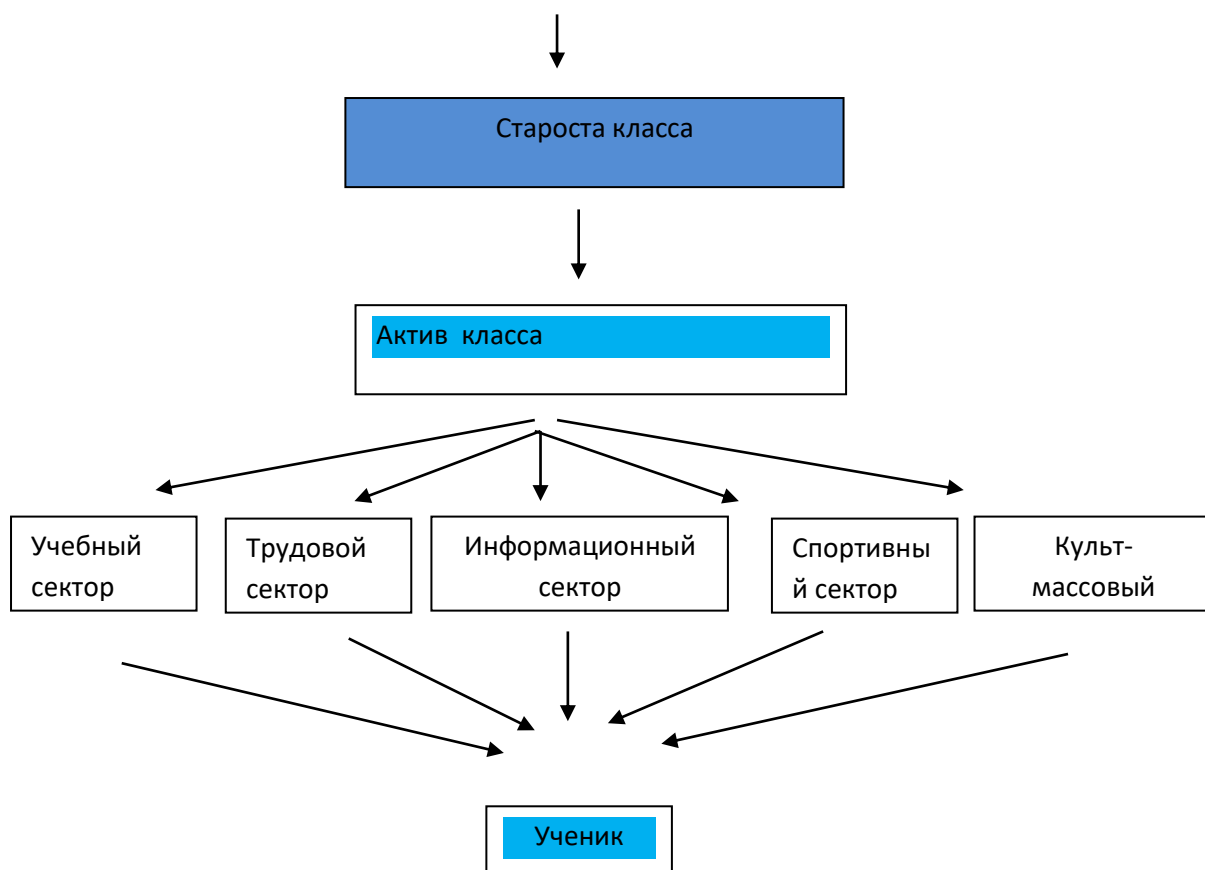 Староста класса
Актив  класса
Учебный
сектор
Трудовой
сектор
Информационный
сектор
Спортивны
й сектор
Культ-
массовый
Ученик